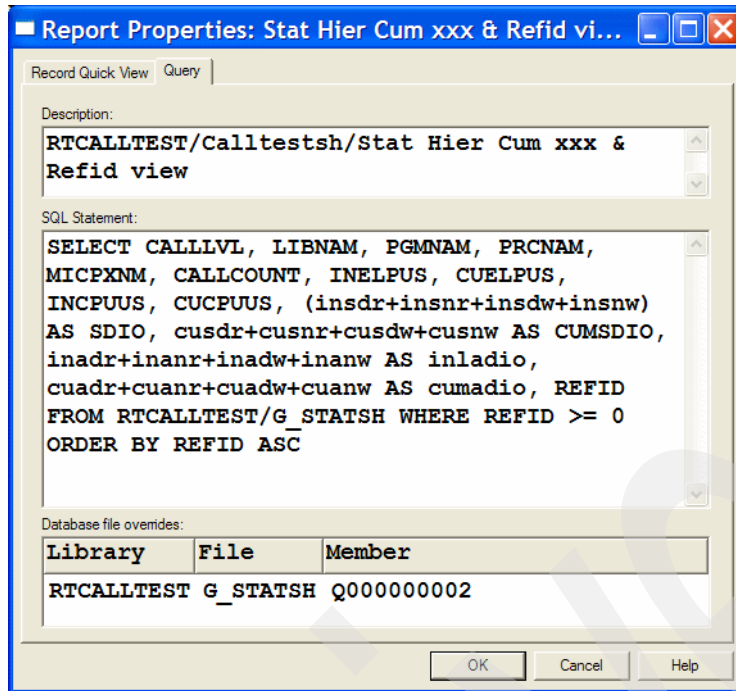 Report Properties: Stat Hier Cum xxx & Refid vi...
Record Quick View Query
Description:
RTCALLTEST/Calltestsh/Stat Hier Cum xxx &
Refid view
SQL Statement:
SELECT CALLLVL, LIBNAM, PGMNAM, PRCNAM,
MICPXNM, CALLCOUNT, INELPUS, CUELPUS,
INCPUUS, CUCPUUS, (insdr+insnr+insdw+insnw)
AS SDIO, cusdr+cusnr+cusdw+cusnw AS CUMSDIO,
inadr+inanr+inadw+inanw AS inladio,
cuadr+cuanr+cuadw+cuanw AS cumadio, REFID
FROM RTCALLTEST/G_STATSH WHERE REFID >= 0
ORDER BY REFID ASC
Database file overrides:
Library File Member
RTCALLTEST G_STATSH Q000000002
OK Cancel Help